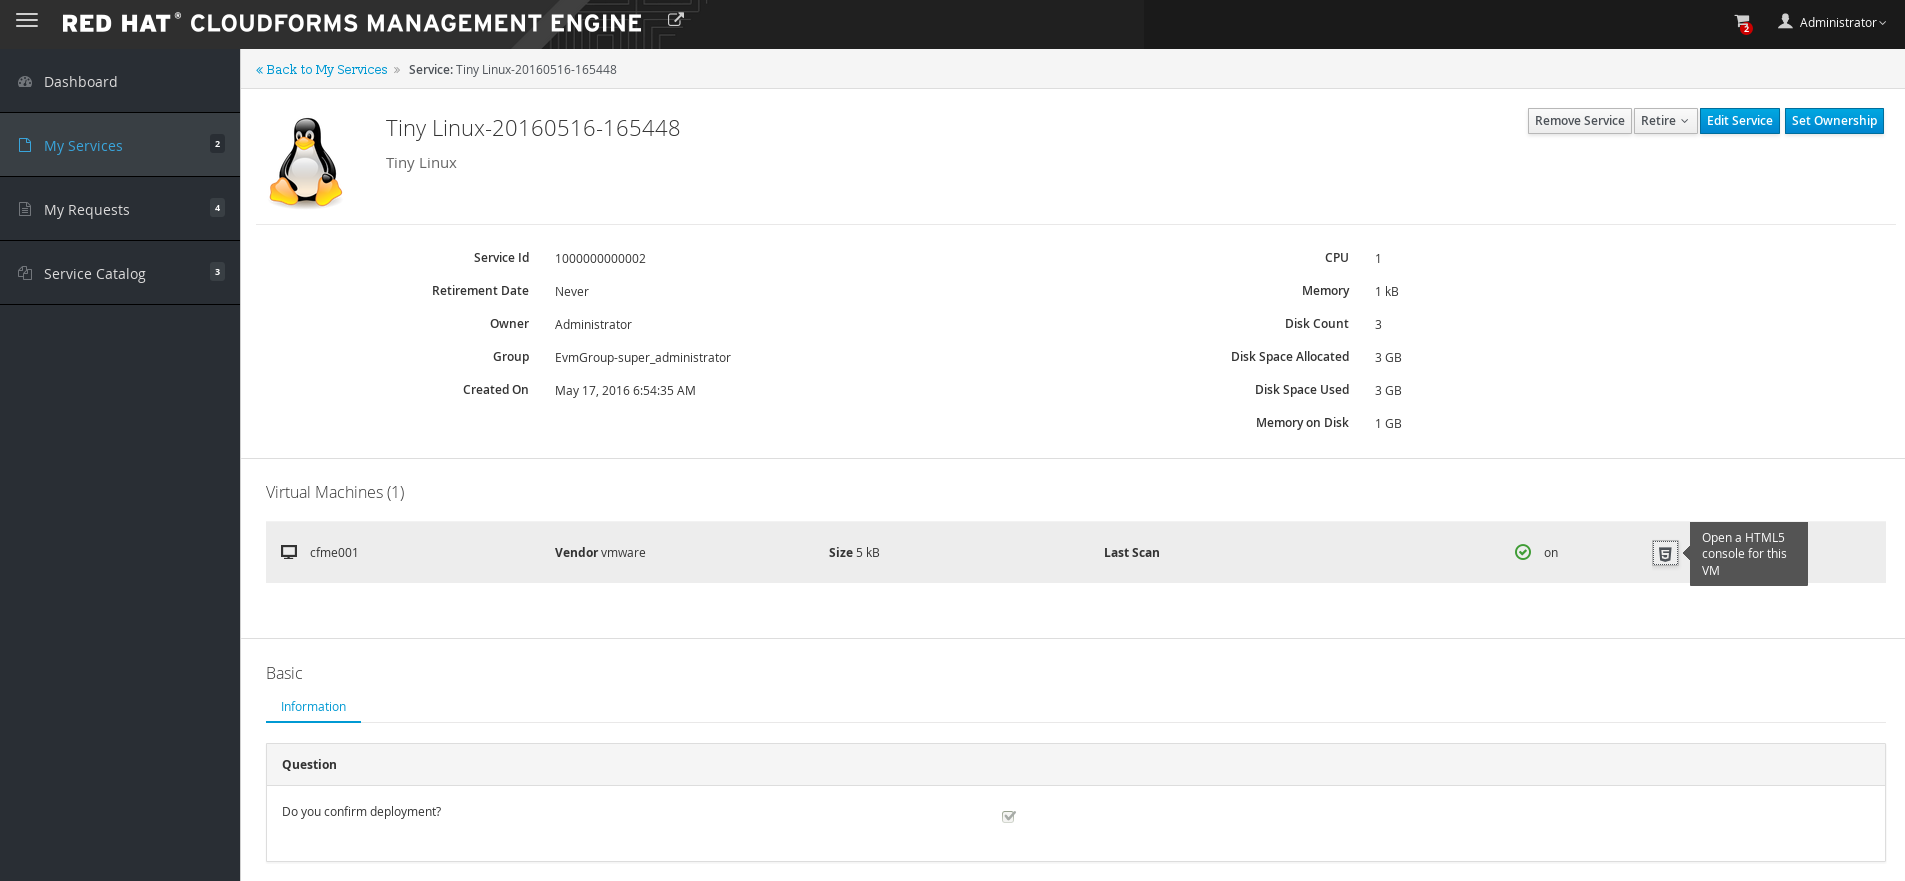 RED HAT® CLOUDFORMS MANAGEMENT ENGINE
2
Administrator
Dashboard
My Services 2
My Requests 4
Service Catalog 3
« Back to My Services » Service: Tiny Linux-20160516-165448
Tiny Linux-20160516-165448
Tiny Linux
Remove Service Retire Edit Service Set Ownership
Service Id 1000000000002
Retirement Date Never
Owner Administrator
Group EvmGroup-super_administrator
Created On May 17, 2016 6:54:35 AM
CPU 1
Memory 1 kB
Disk Count 3
Disk Space Allocated 3 GB
Disk Space Used 3 GB
Memory on Disk 1 GB
Virtual Machines (1)
cfme001 Vendor vmware Size 5 kB Last Scan on
Open a HTML5
console for this
VM
Basic
Information
Question
Do you confirm deployment?